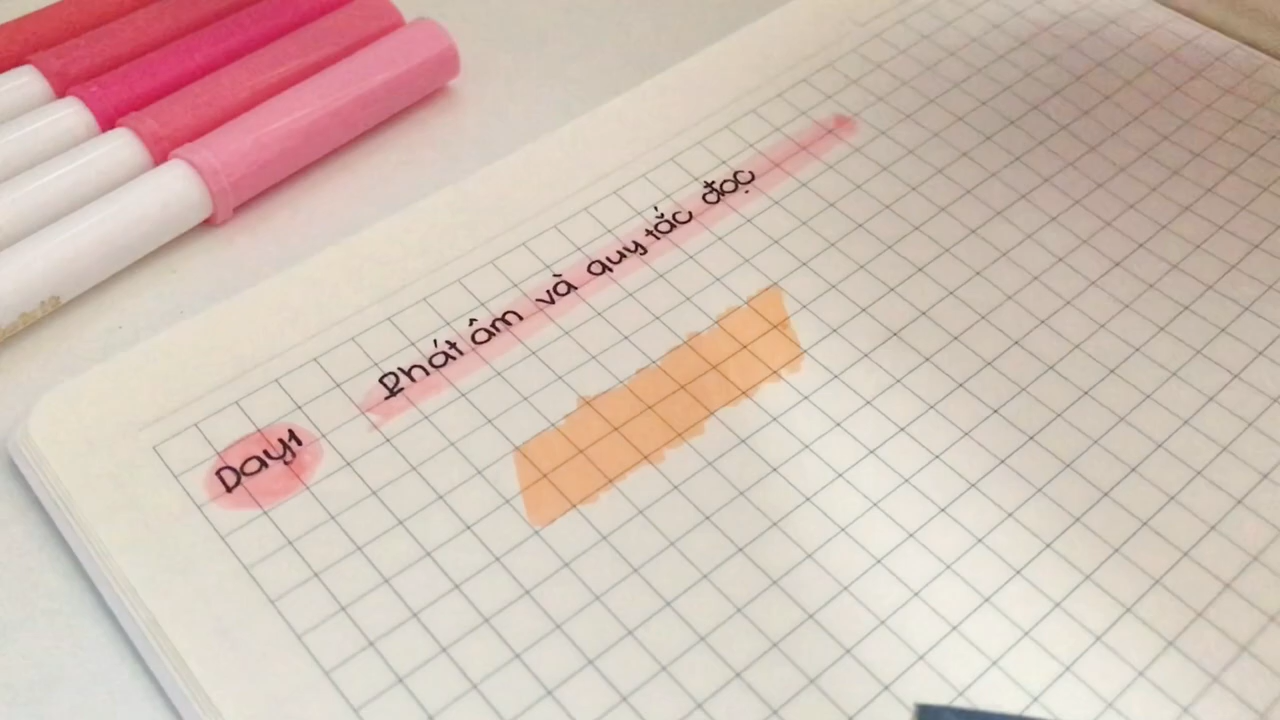 Day1
Phát âm và quy tắc đọc